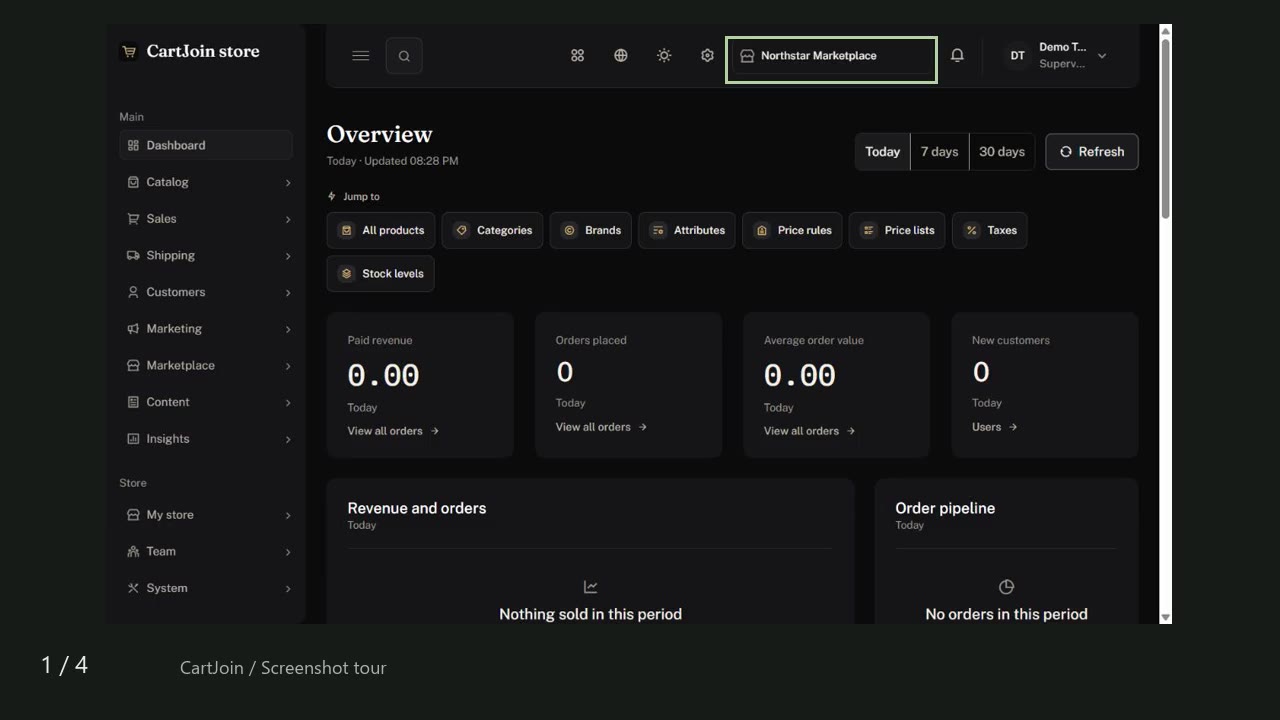 CartJoin store
Northstar Marketplace
DT
Demo T...
Superv...
Main
Dashboard
Catalog
Sales
Shipping
Customers
Marketing
Marketplace
Content
Insights
Store
My store
Team
System
Overview
Today · Updated 08:28 PM
Today
7 days
30 days
Refresh
Jump to
All products
Categories
Brands
Attributes
Price rules
Price lists
Taxes
Stock levels
Paid revenue
0.00
Today
View all orders →
Orders placed
0
Today
View all orders →
Average order value
0.00
Today
View all orders →
New customers
0
Today
Users →
Revenue and orders
Today
Nothing sold in this period
Order pipeline
Today
No orders in this period
1 / 4
CartJoin / Screenshot tour